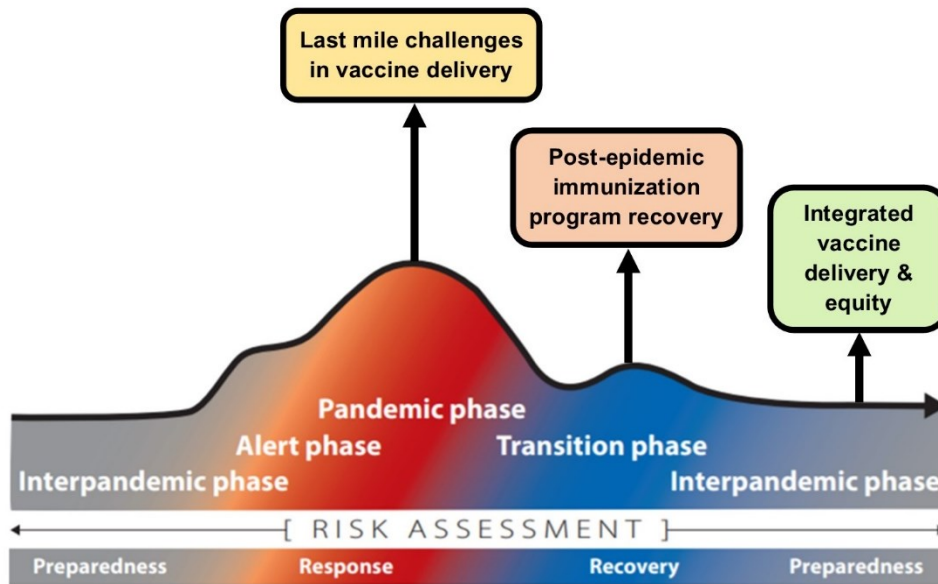 Last mile challenges
in vaccine delivery
Post-epidemic
immunization
program recovery
Integrated
vaccine
delivery &
equity
Pandemic phase
Alert phase
Transition phase
Interpandemic phase
Interpandemic phase
[ RISK ASSESSMENT ]
Preparedness
Response
Recovery
Preparedness